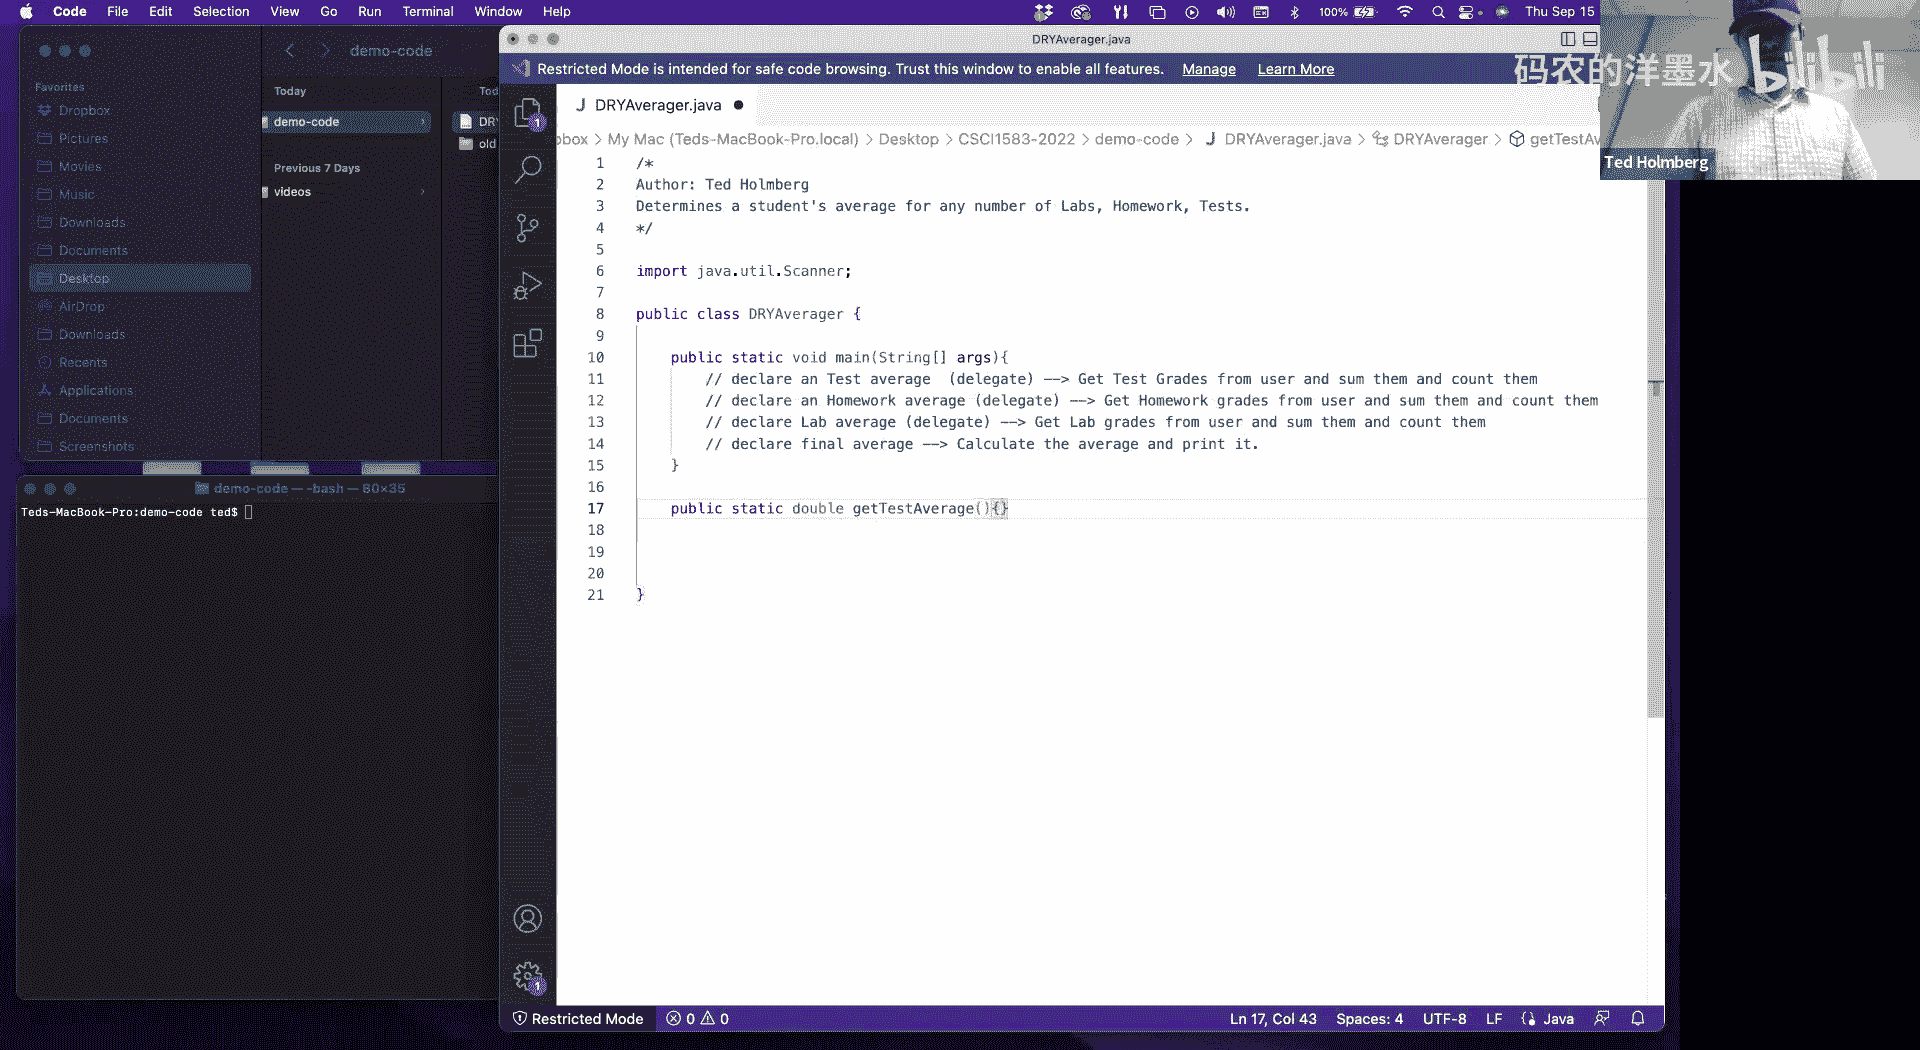 Code File Edit Selection View Go Run Terminal Window Help 100% Thu Sep 15
码农的洋墨水 bilibili
Ted Holmberg
demo-code
Favorites
Dropbox
Pictures
Movies
Music
Downloads
Documents
Desktop
AirDrop
Downloads
Recents
Applications
Documents
Screenshots
Today
demo-code
Previous 7 Days
videos
Tod
DR
old
demo-code — -bash — 80×35
Teds-MacBook-Pro:demo-code ted$
DRYAverager.java
Restricted Mode is intended for safe code browsing. Trust this window to enable all features. Manage Learn More
J DRYAverager.java
pbox > My Mac (Teds-MacBook-Pro.local) > Desktop > CSCI1583-2022 > demo-code > J DRYAverager.java > DRYAverager > getTestAv
1 /*
2 Author: Ted Holmberg
3 Determines a student's average for any number of Labs, Homework, Tests.
4 */
5
6 import java.util.Scanner;
7
8 public class DRYAverager {
9
10 public static void main(String[] args){
11 // declare an Test average  (delegate) --> Get Test Grades from user and sum them and count them
12 // declare an Homework average (delegate) --> Get Homework grades from user and sum them and count them
13 // declare Lab average (delegate) --> Get Lab grades from user and sum them and count them
14 // declare final average --> Calculate the average and print it.
15 }
16
17 public static double getTestAverage(){}
18
19
20
21 }
1
1
Restricted Mode 0 0 Ln 17, Col 43 Spaces: 4 UTF-8 LF Java